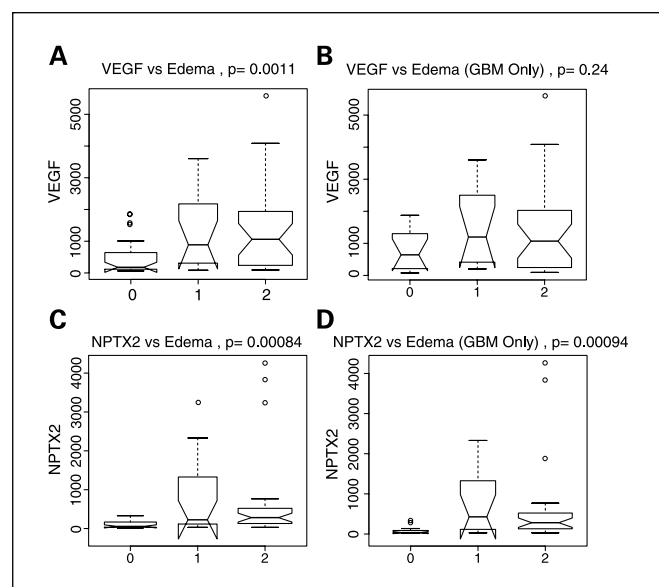 A
VEGF vs Edema , p= 0.0011
VEGF
5000
3000
1000
0
0 1 2
B
VEGF vs Edema (GBM Only) , p= 0.24
VEGF
5000
3000
1000
0
0 1 2
C
NPTX2 vs Edema , p= 0.00084
NPTX2
4000
3000
2000
1000
0
0 1 2
D
NPTX2 vs Edema (GBM Only) , p= 0.00094
NPTX2
4000
3000
2000
1000
0
0 1 2